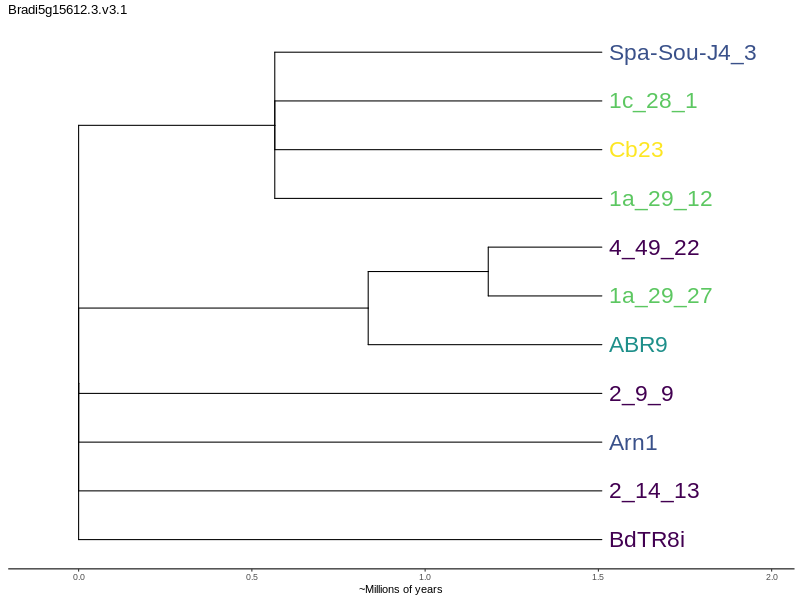 Bradi5g15612.3.v3.1
Spa-Sou-J4_3
1c_28_1
Cb23
1a_29_12
4_49_22
1a_29_27
ABR9
2_9_9
Arn1
2_14_13
BdTR8i
0.0 0.5 1.0 1.5 2.0
~Millions of years